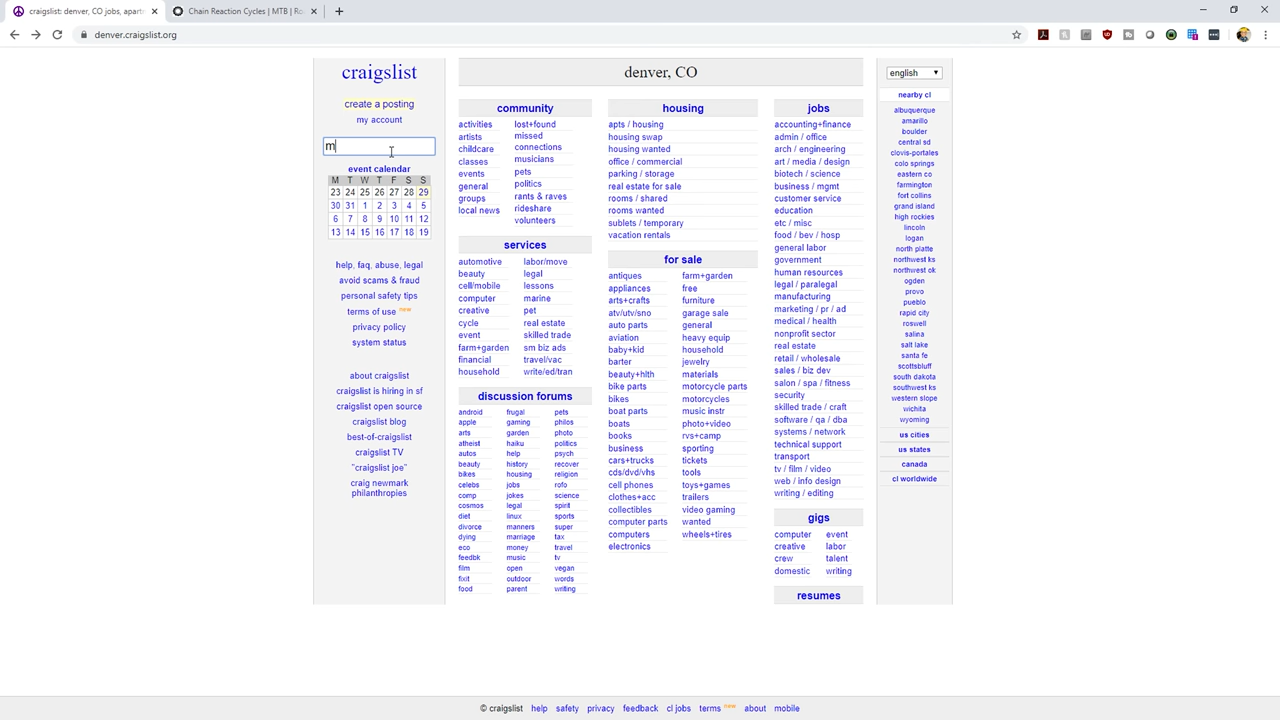 craigslist: denver, CO jobs, apart
Chain Reaction Cycles | MTB | Ro
denver.craigslist.org
craigslist
create a posting
my account
m
event calendar
M T W T F S S
23 24 25 26 27 28 29
30 31 1 2 3 4 5
6 7 8 9 10 11 12
13 14 15 16 17 18 19
help, faq, abuse, legal
avoid scams & fraud
personal safety tips
terms of use new
privacy policy
system status
about craigslist
craigslist is hiring in sf
craigslist open source
craigslist blog
best-of-craigslist
craigslist TV
"craigslist joe"
craig newmark
philanthropies
denver, CO
community
activities
artists
childcare
classes
events
general
groups
local news
lost+found
missed
connections
musicians
pets
politics
rants & raves
rideshare
volunteers
services
automotive
beauty
cell/mobile
computer
creative
cycle
event
farm+garden
financial
household
labor/move
legal
lessons
marine
pet
real estate
skilled trade
sm biz ads
travel/vac
write/ed/tran
discussion forums
android
apple
arts
atheist
autos
beauty
bikes
celebs
comp
cosmos
diet
divorce
dying
eco
feedbk
film
fixit
food
frugal
gaming
garden
haiku
help
history
housing
jobs
jokes
legal
linux
manners
marriage
money
music
open
outdoor
parent
pets
philos
photo
politics
psych
recover
religion
rofo
science
spirit
sports
super
tax
travel
tv
vegan
words
writing
housing
apts / housing
housing swap
housing wanted
office / commercial
parking / storage
real estate for sale
rooms / shared
rooms wanted
sublets / temporary
vacation rentals
for sale
antiques
appliances
arts+crafts
atv/utv/sno
auto parts
aviation
baby+kid
barter
beauty+hlth
bike parts
bikes
boat parts
boats
books
business
cars+trucks
cds/dvd/vhs
cell phones
clothes+acc
collectibles
computer parts
computers
electronics
farm+garden
free
furniture
garage sale
general
heavy equip
household
jewelry
materials
motorcycle parts
motorcycles
music instr
photo+video
rvs+camp
sporting
tickets
tools
toys+games
trailers
video gaming
wanted
wheels+tires
jobs
accounting+finance
admin / office
arch / engineering
art / media / design
biotech / science
business / mgmt
customer service
education
etc / misc
food / bev / hosp
general labor
government
human resources
legal / paralegal
manufacturing
marketing / pr / ad
medical / health
nonprofit sector
real estate
retail / wholesale
sales / biz dev
salon / spa / fitness
security
skilled trade / craft
software / qa / dba
systems / network
technical support
transport
tv / film / video
web / info design
writing / editing
gigs
computer
creative
crew
domestic
event
labor
talent
writing
resumes
english
nearby cl
albuquerque
amarillo
boulder
central sd
clovis-portales
colo springs
eastern co
farmington
fort collins
grand island
high rockies
lincoln
logan
north platte
northwest ks
northwest ok
ogden
provo
pueblo
rapid city
roswell
salina
salt lake
santa fe
scottsbluff
south dakota
southwest ks
western slope
wichita
wyoming
us cities
us states
canada
cl worldwide
© craigslist help safety privacy feedback cl jobs terms new about mobile